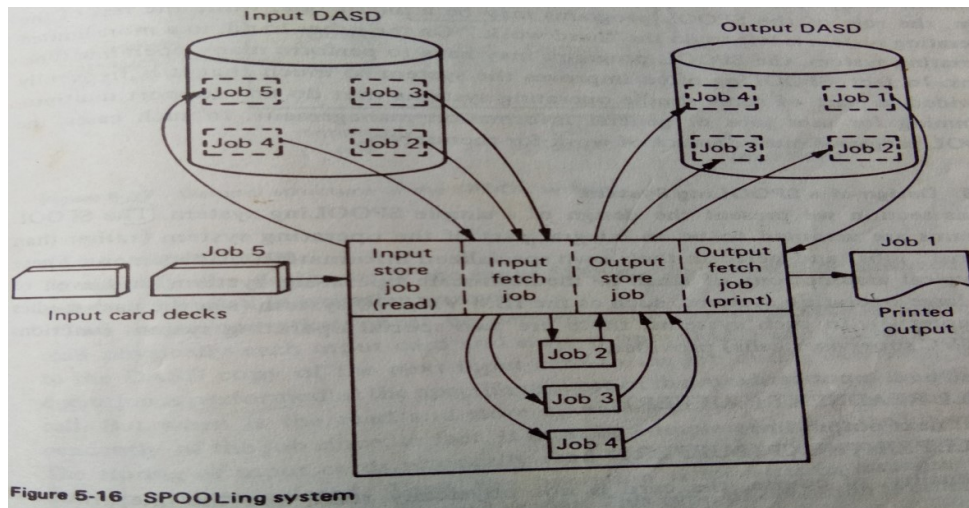 Input DASD
Output DASD
Job 5
Job 3
Job 4
Job 2
Job 4
Job 1
Job 3
Job 2
Job 5
Input card decks
Input
store
job
(read)
Input
fetch
job
Output
store
job
Output
fetch
job
(print)
Job 1
Printed
output
Job 2
Job 3
Job 4
Figure 5-16 SPOOLing system